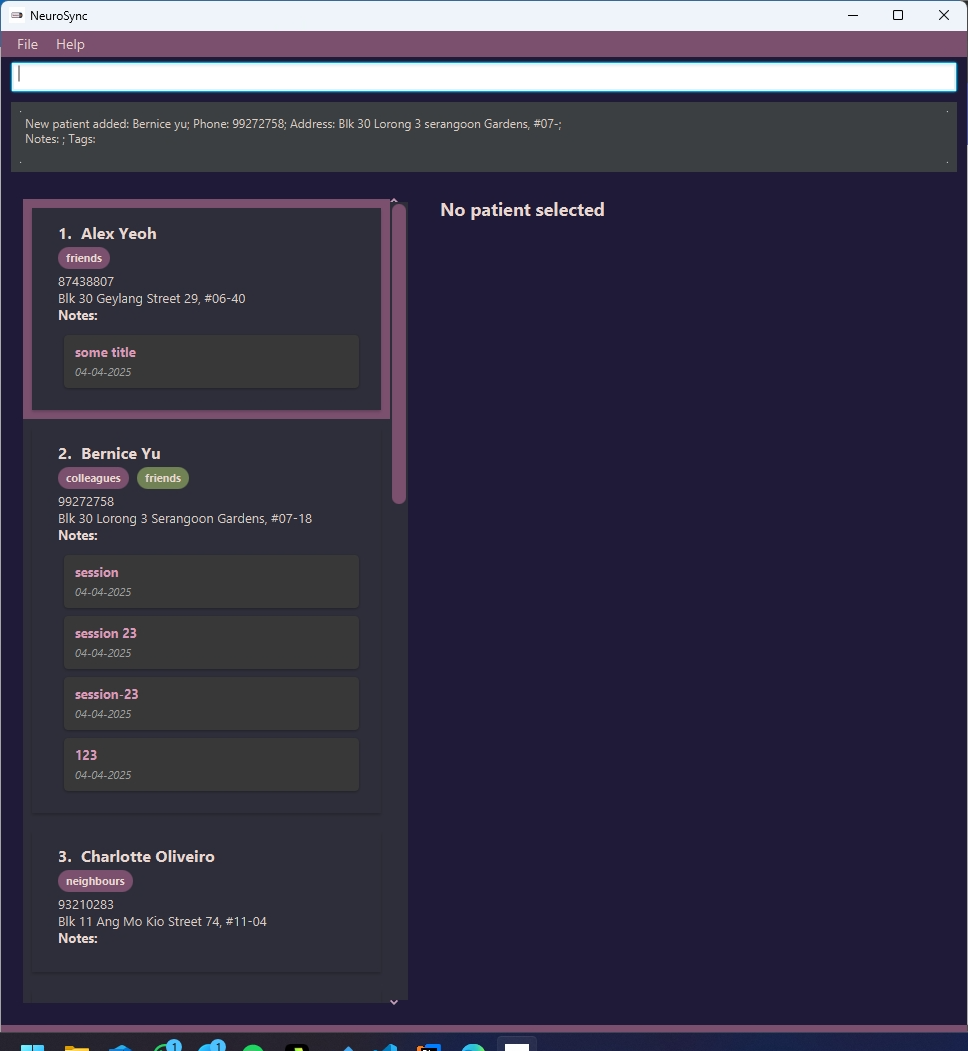 NeuroSync
File Help
New patient added: Bernice yu; Phone: 99272758; Address: Blk 30 Lorong 3 serangoon Gardens, #07-;
Notes: ; Tags:
No patient selected
1. Alex Yeoh
friends
87438807
Blk 30 Geylang Street 29, #06-40
Notes:
some title
04-04-2025
2. Bernice Yu
colleagues friends
99272758
Blk 30 Lorong 3 Serangoon Gardens, #07-18
Notes:
session
04-04-2025
session 23
04-04-2025
session-23
04-04-2025
123
04-04-2025
3. Charlotte Oliveiro
neighbours
93210283
Blk 11 Ang Mo Kio Street 74, #11-04
Notes:
1 1